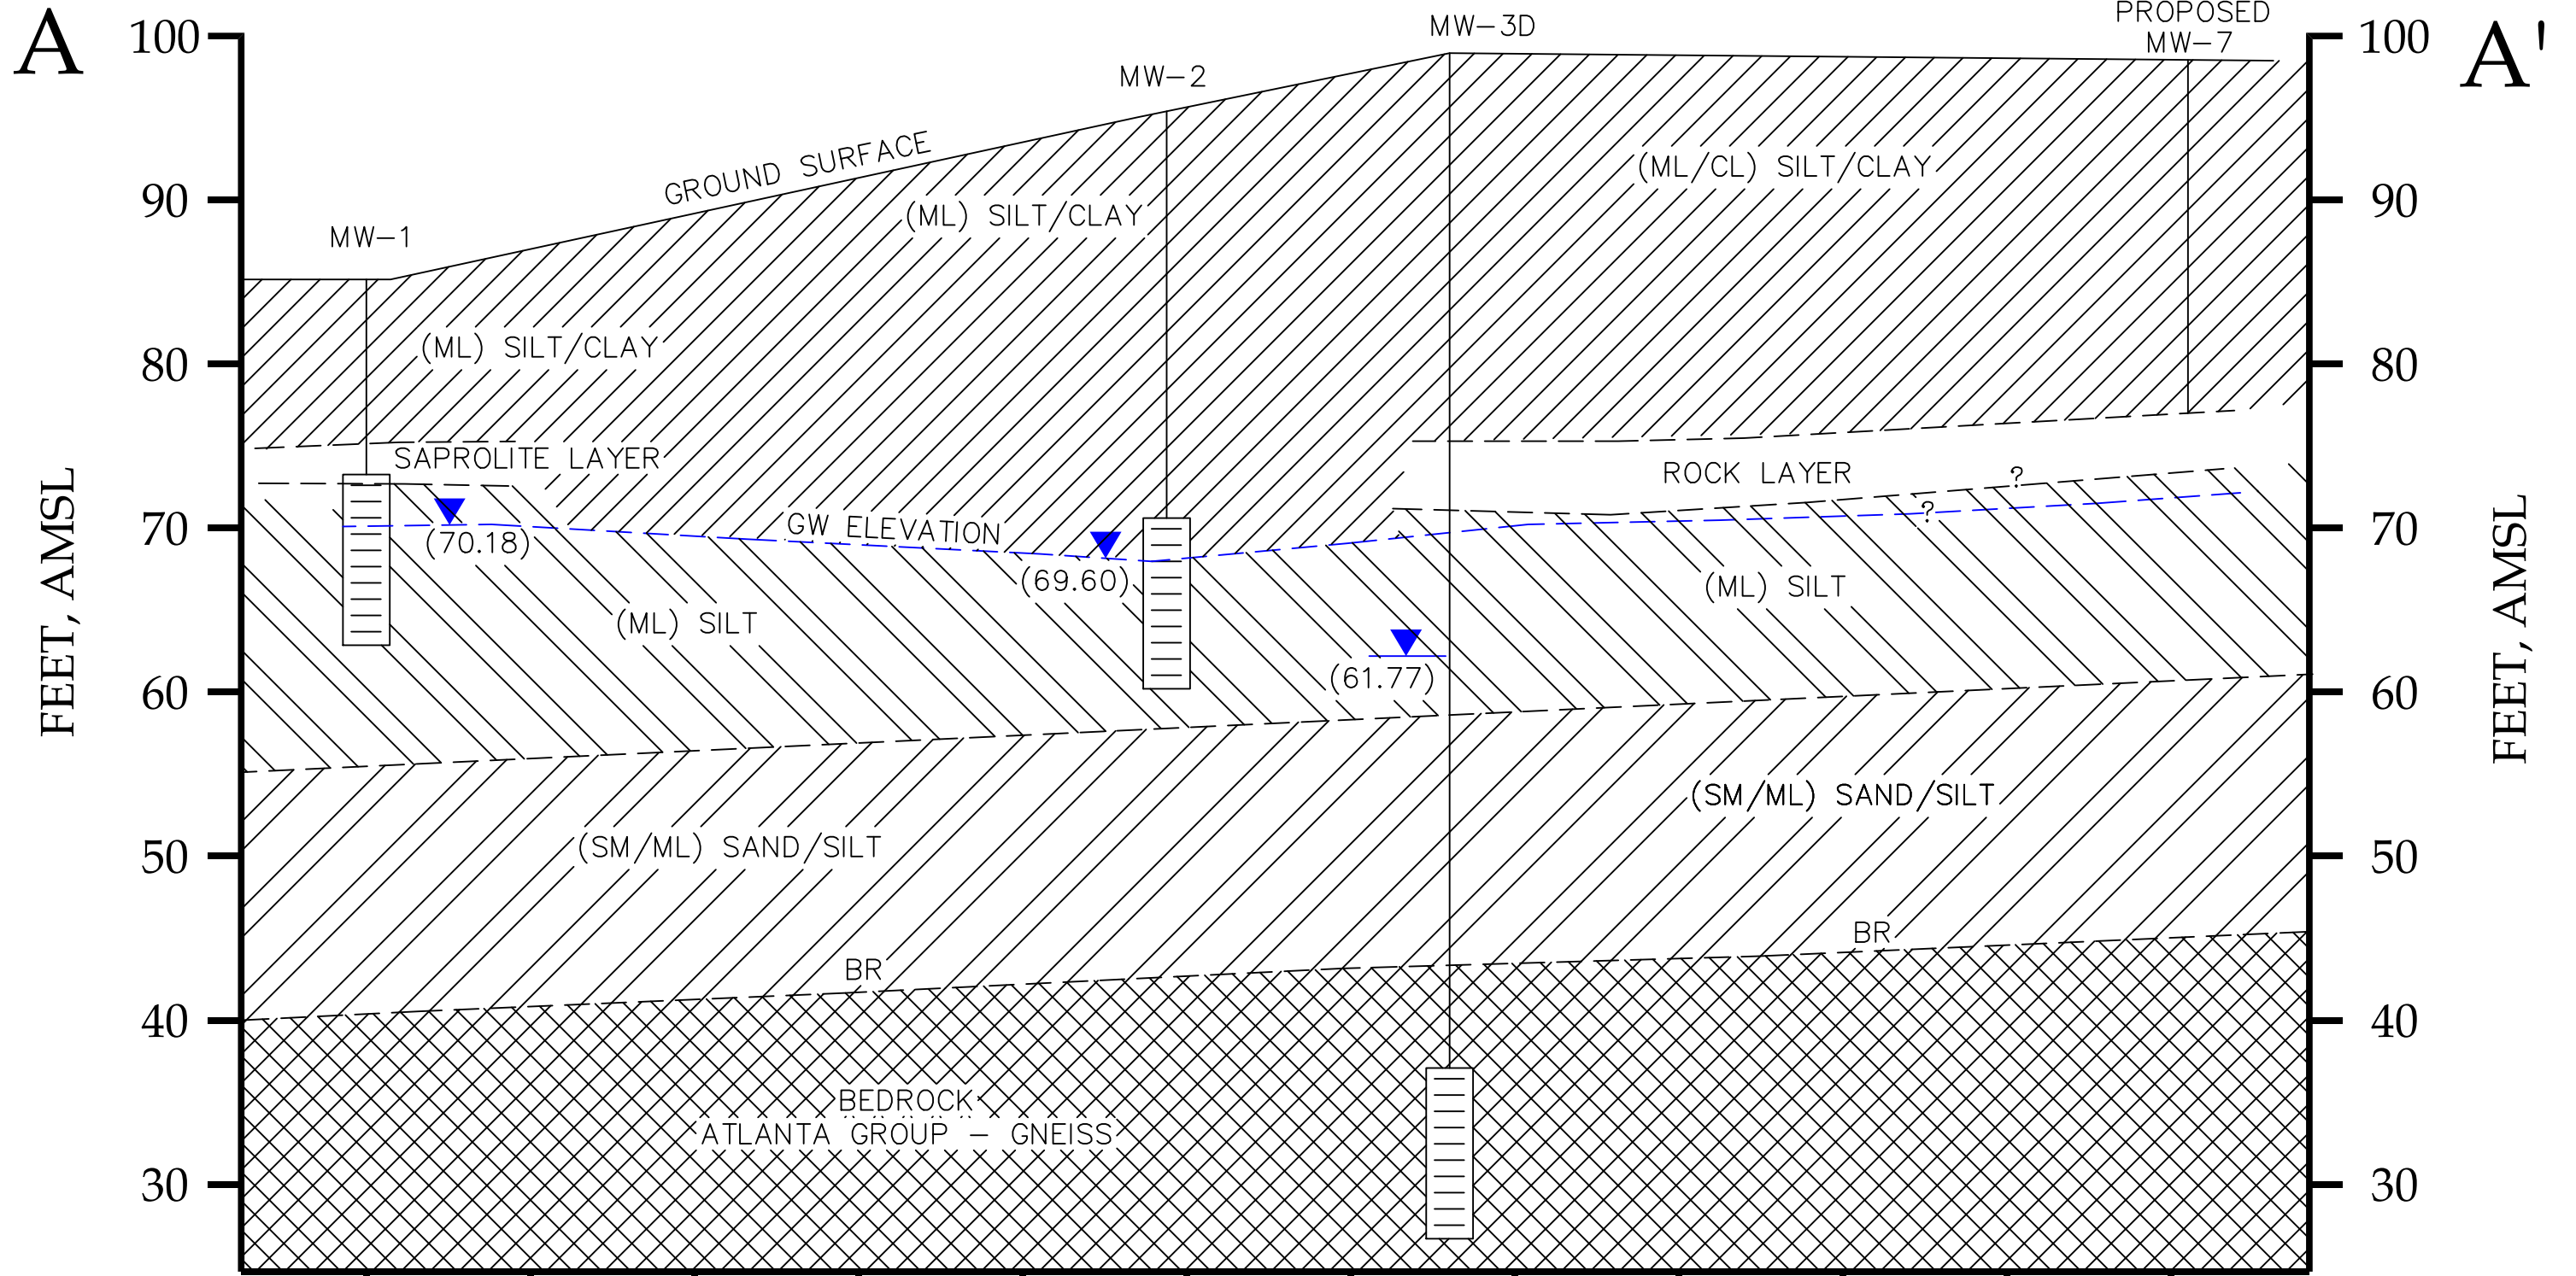 A
A'
PROPOSED
MW-7
MW-3D
MW-2
MW-1
100
90
80
70
60
50
40
30
FEET, AMSL
GROUND SURFACE
(ML) SILT/CLAY
(ML/CL) SILT/CLAY
(ML) SILT/CLAY
SAPROLITE LAYER
ROCK LAYER
?
?
GW ELEVATION
(70.18)
(69.60)
(61.77)
(ML) SILT
(ML) SILT
(SM/ML) SAND/SILT
(SM/ML) SAND/SILT
BR
BR
BEDROCK
ATLANTA GROUP - GNEISS
100
90
80
70
60
50
40
30
FEET, AMSL